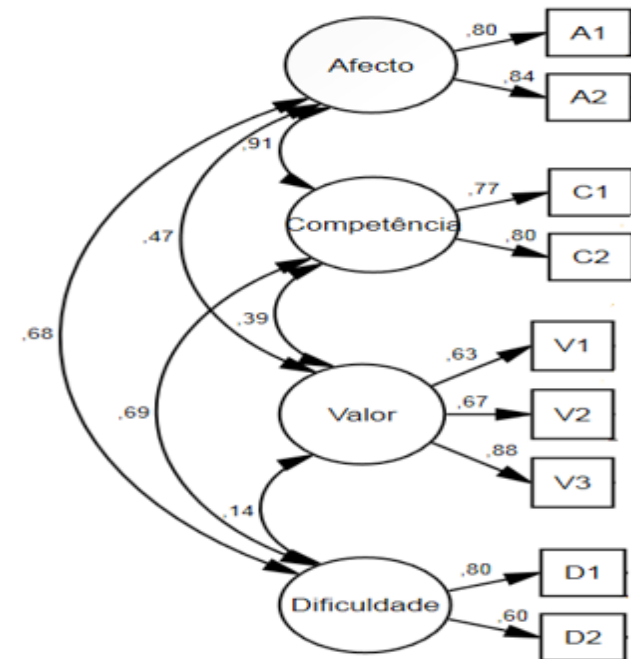 ,80
A1
Afecto
,84
A2
,91
,77
C1
Competência
,80
C2
,47
,39
,63
V1
,68
,69
Valor
,67
V2
,88
V3
,14
,80
D1
Dificuldade
,60
D2